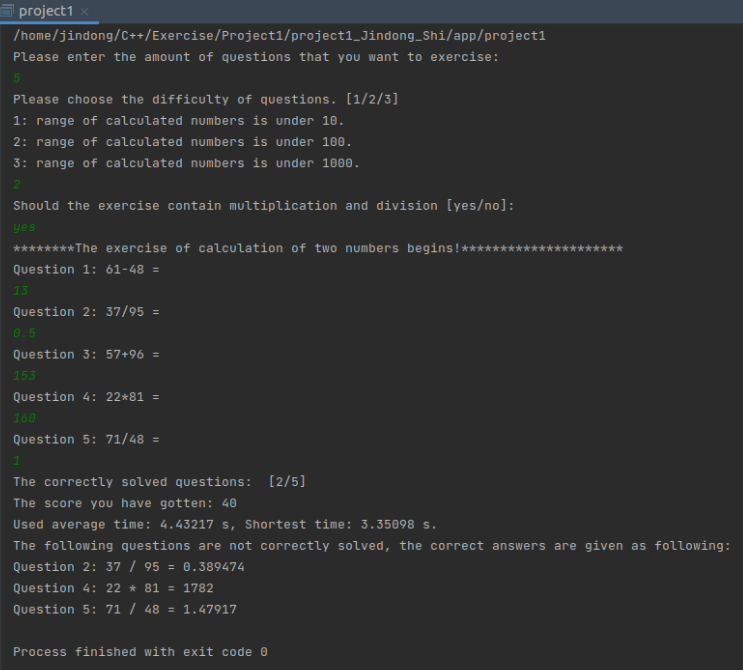 project1 ×
/home/jindong/C++/Exercise/Project1/project1_Jindong_Shi/app/project1
Please enter the amount of questions that you want to exercise:
5
Please choose the difficulty of questions. [1/2/3]
1: range of calculated numbers is under 10.
2: range of calculated numbers is under 100.
3: range of calculated numbers is under 1000.
2
Should the exercise contain multiplication and division [yes/no]:
yes
********The exercise of calculation of two numbers begins!*********************
Question 1: 61-48 =
13
Question 2: 37/95 =
0.5
Question 3: 57+96 =
153
Question 4: 22*81 =
160
Question 5: 71/48 =
1
The correctly solved questions:  [2/5]
The score you have gotten: 40
Used average time: 4.43217 s, Shortest time: 3.35098 s.
The following questions are not correctly solved, the correct answers are given as following:
Question 2: 37 / 95 = 0.389474
Question 4: 22 * 81 = 1782
Question 5: 71 / 48 = 1.47917
Process finished with exit code 0